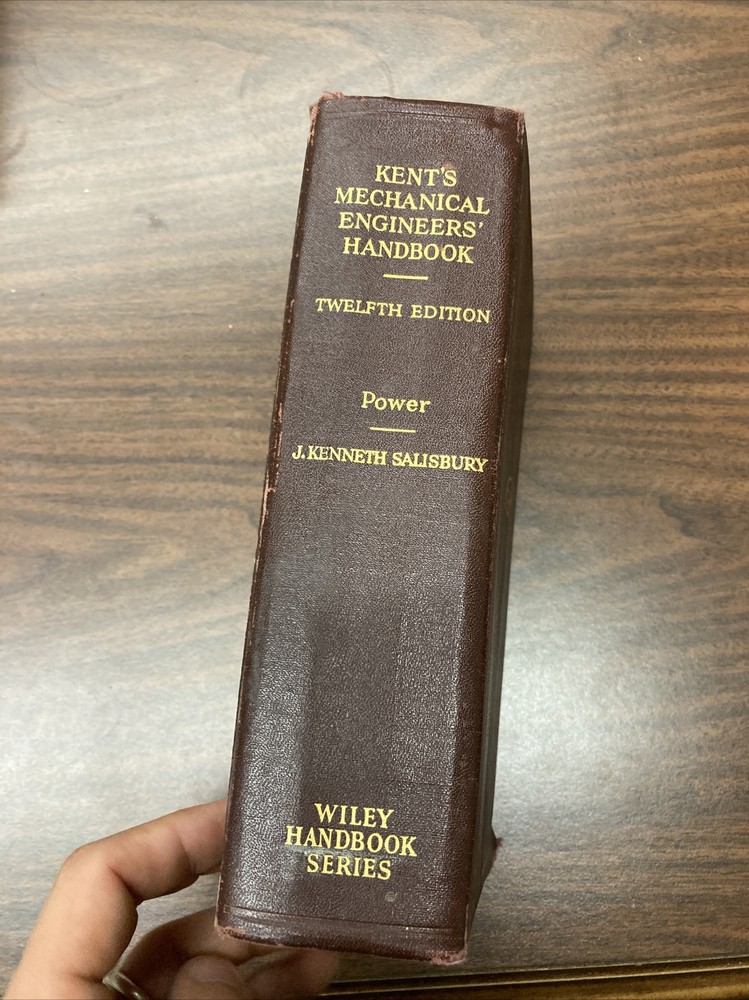 KENT'S
MECHANICAL
ENGINEERS'
HANDBOOK
TWELFTH EDITION
Power
J. KENNETH SALISBURY
WILEY
HANDBOOK
SERIES